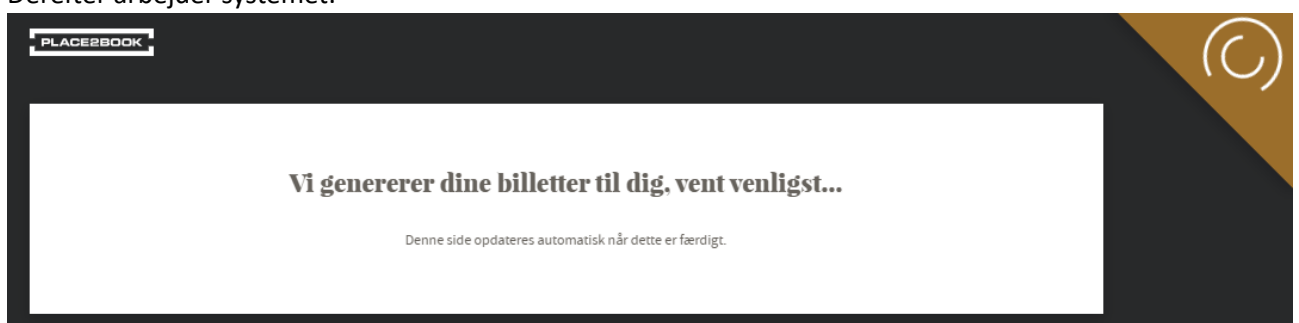 Derefter arbejder systemet:
PLACE2BOOK
Vi genererer dine billetter til dig, vent venligst...
Denne side opdateres automatisk når dette er færdigt.